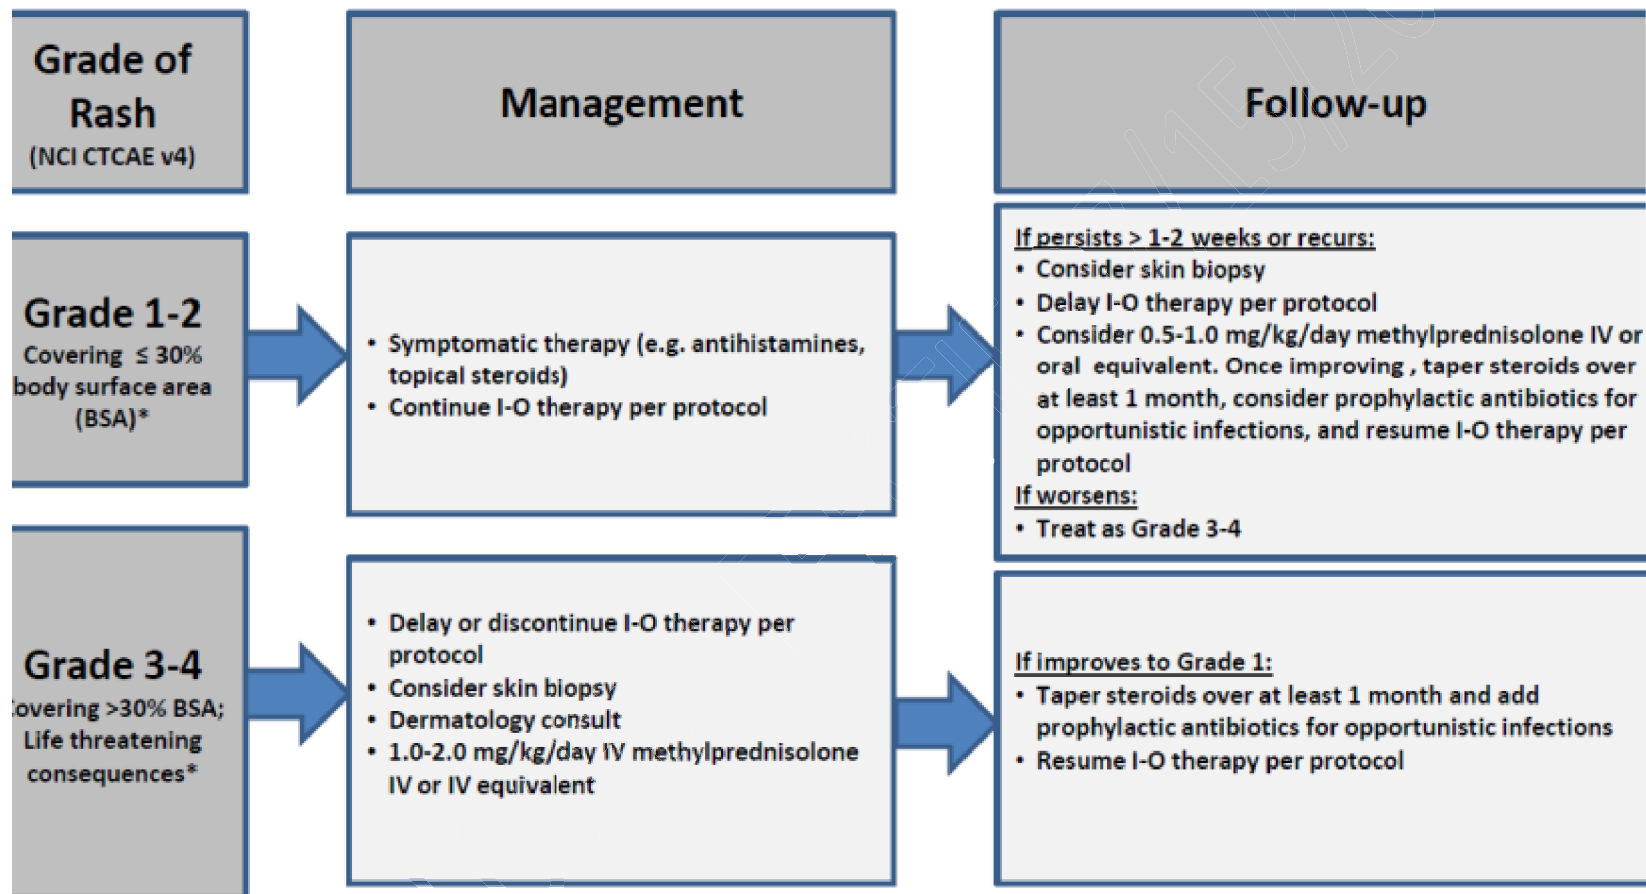 Grade of
Rash
(NCI CTCAE v4)
Management
Follow-up
Grade 1-2
Covering ≤ 30%
body surface area
(BSA)*
• Symptomatic therapy (e.g. antihistamines,
topical steroids)
• Continue I-O therapy per protocol
If persists > 1-2 weeks or recurs:
• Consider skin biopsy
• Delay I-O therapy per protocol
• Consider 0.5-1.0 mg/kg/day methylprednisolone IV or
oral equivalent. Once improving , taper steroids over
at least 1 month, consider prophylactic antibiotics for
opportunistic infections, and resume I-O therapy per
protocol
If worsens:
• Treat as Grade 3-4
Grade 3-4
Covering >30% BSA;
Life threatening
consequences*
• Delay or discontinue I-O therapy per
protocol
• Consider skin biopsy
• Dermatology consult
• 1.0-2.0 mg/kg/day IV methylprednisolone
IV or IV equivalent
If improves to Grade 1:
• Taper steroids over at least 1 month and add
prophylactic antibiotics for opportunistic infections
• Resume I-O therapy per protocol